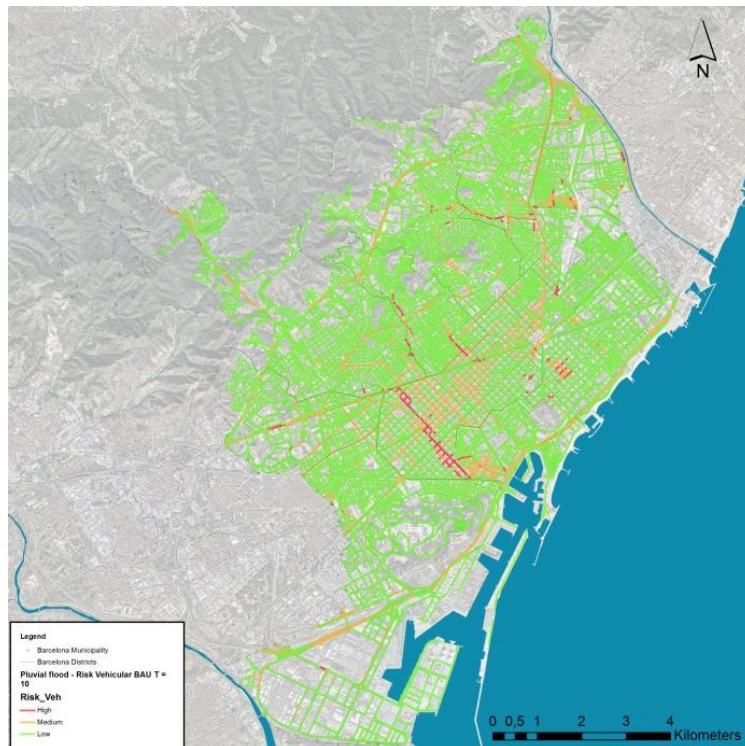 N
Legend
Barcelona Municipality
Barcelona Districts
Pluvial flood - Risk Vehicular BAU T =
10
Risk_Veh
High
Medium
Low
0 0,5 1 2 3 4
Kilometers